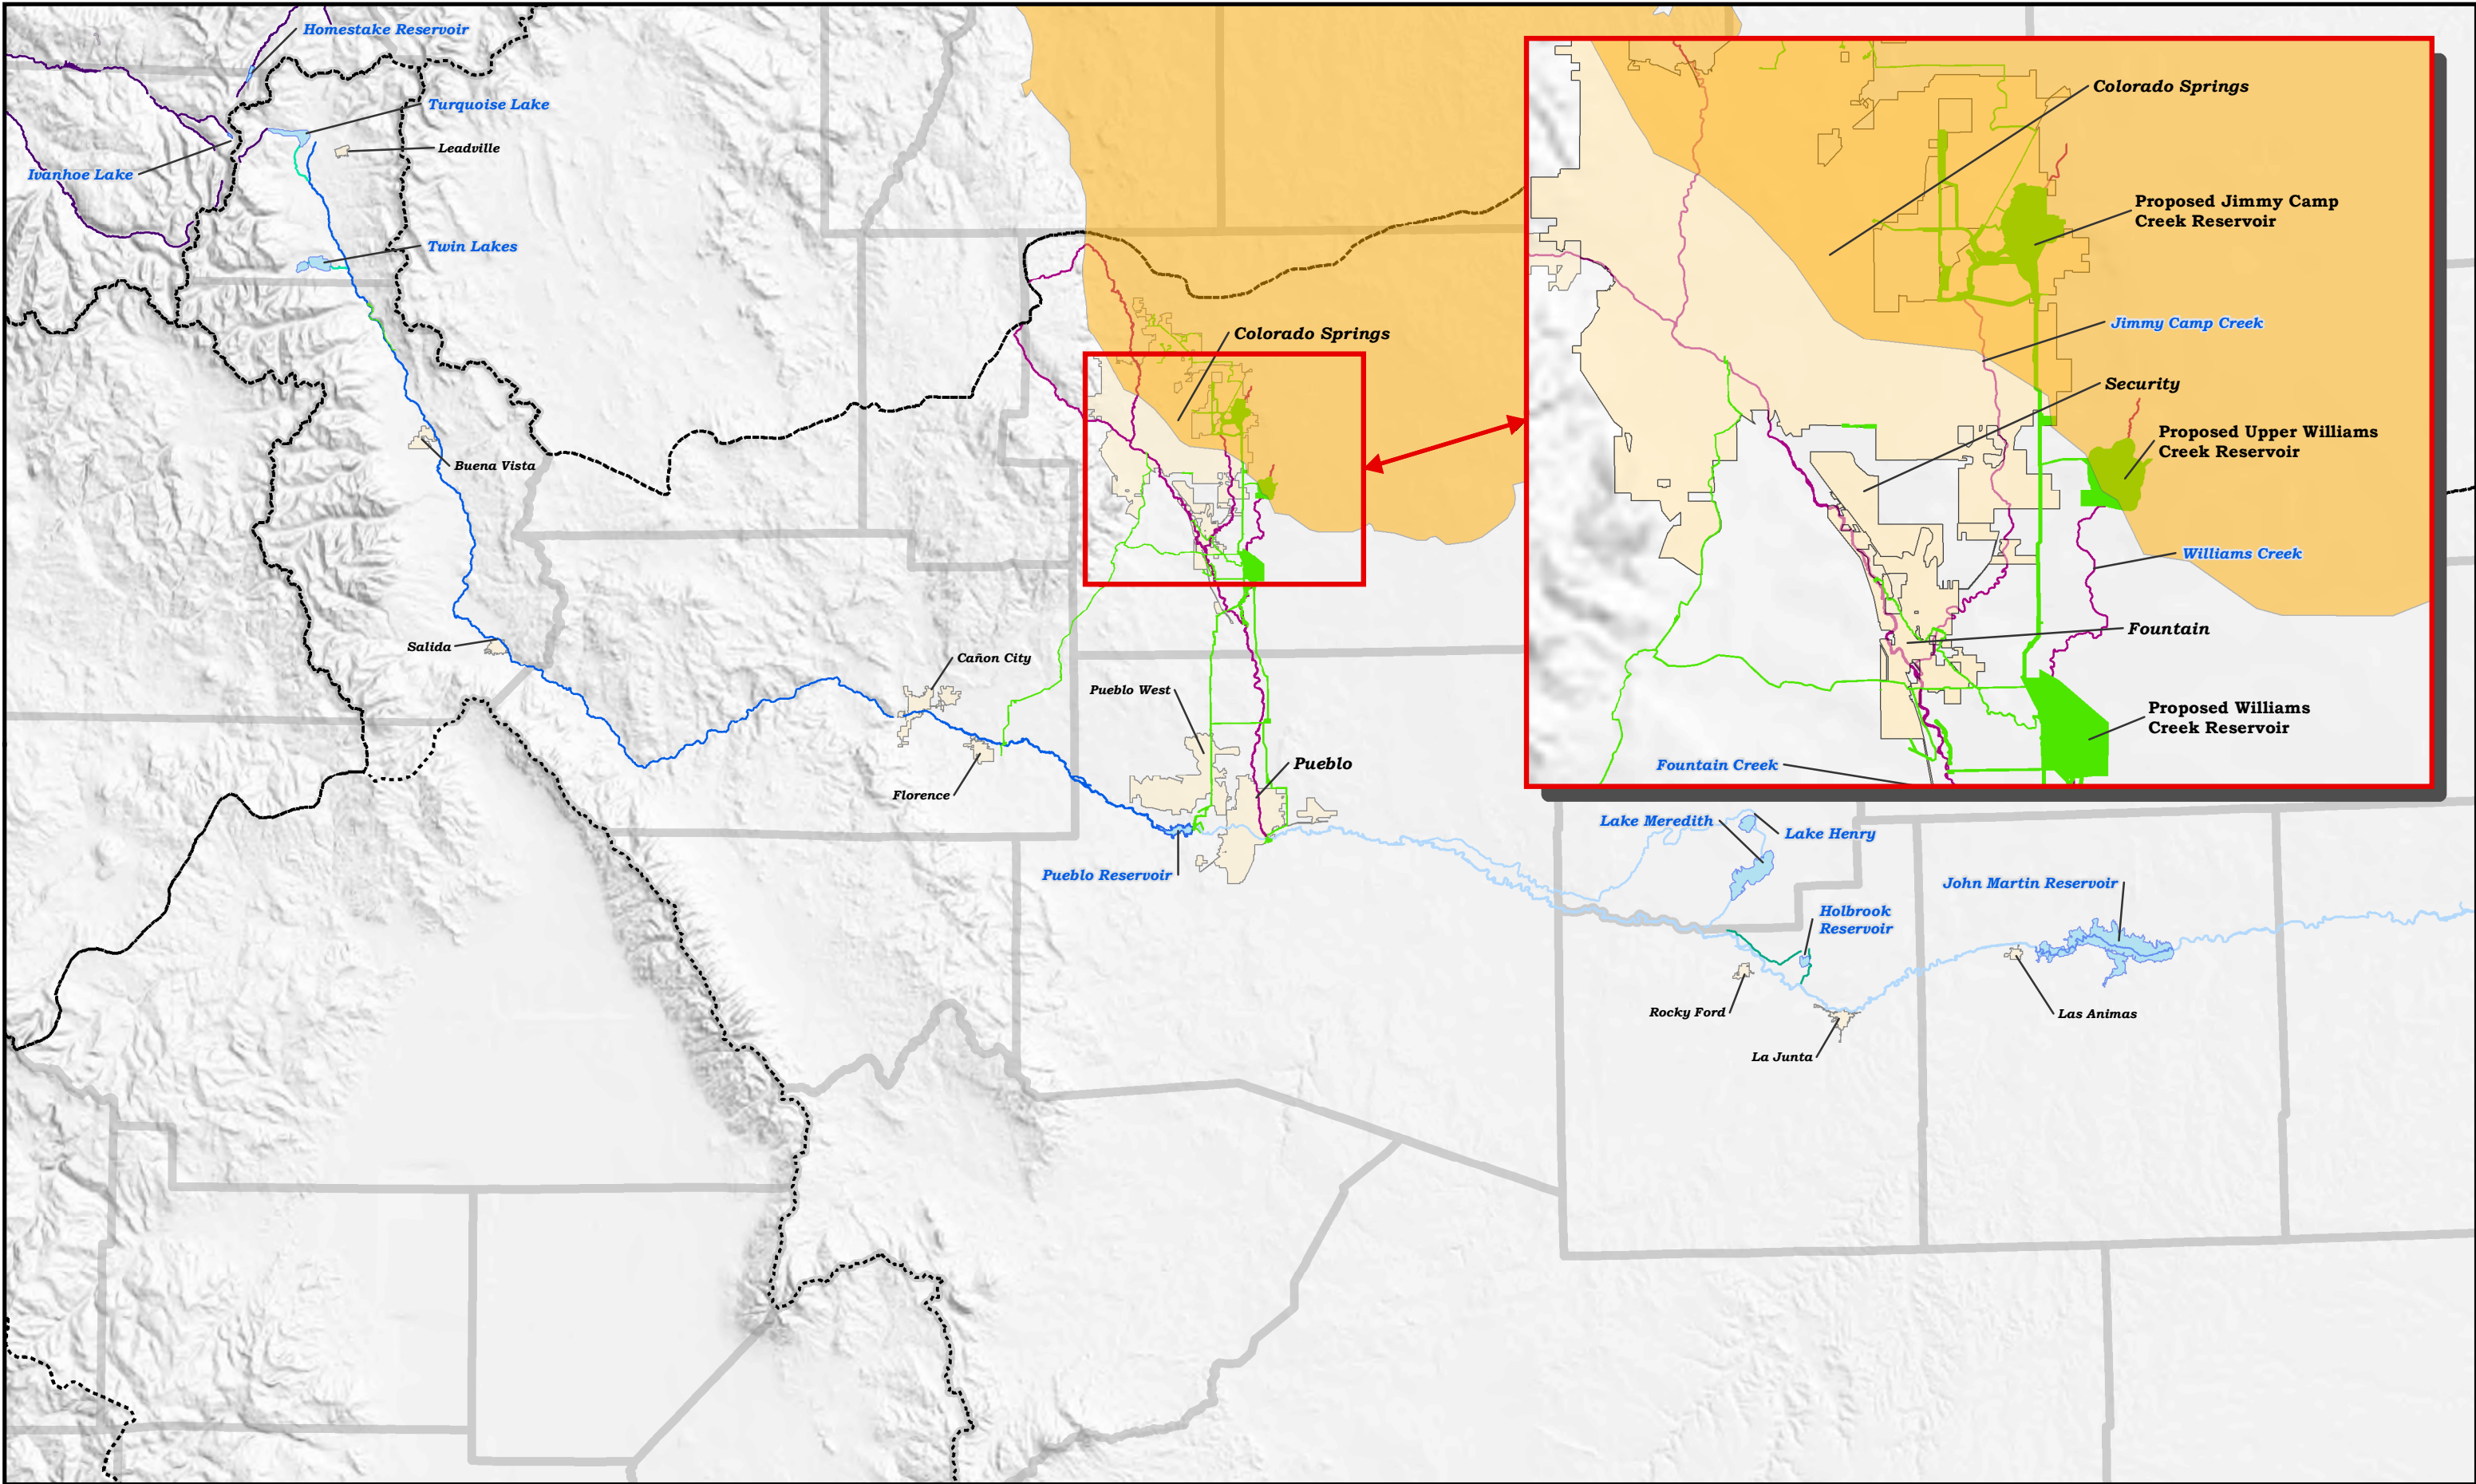 Homestake Reservoir
Turquoise Lake
Leadville
Ivanhoe Lake
Twin Lakes
Colorado Springs
Buena Vista
Salida
Cañon City
Pueblo West
Florence
Pueblo
Pueblo Reservoir
Colorado Springs
Proposed Jimmy Camp
Creek Reservoir
Jimmy Camp Creek
Security
Proposed Upper Williams
Creek Reservoir
Williams Creek
Fountain
Proposed Williams
Creek Reservoir
Fountain Creek
Lake Meredith
Lake Henry
John Martin Reservoir
Holbrook
Reservoir
Rocky Ford
Las Animas
La Junta